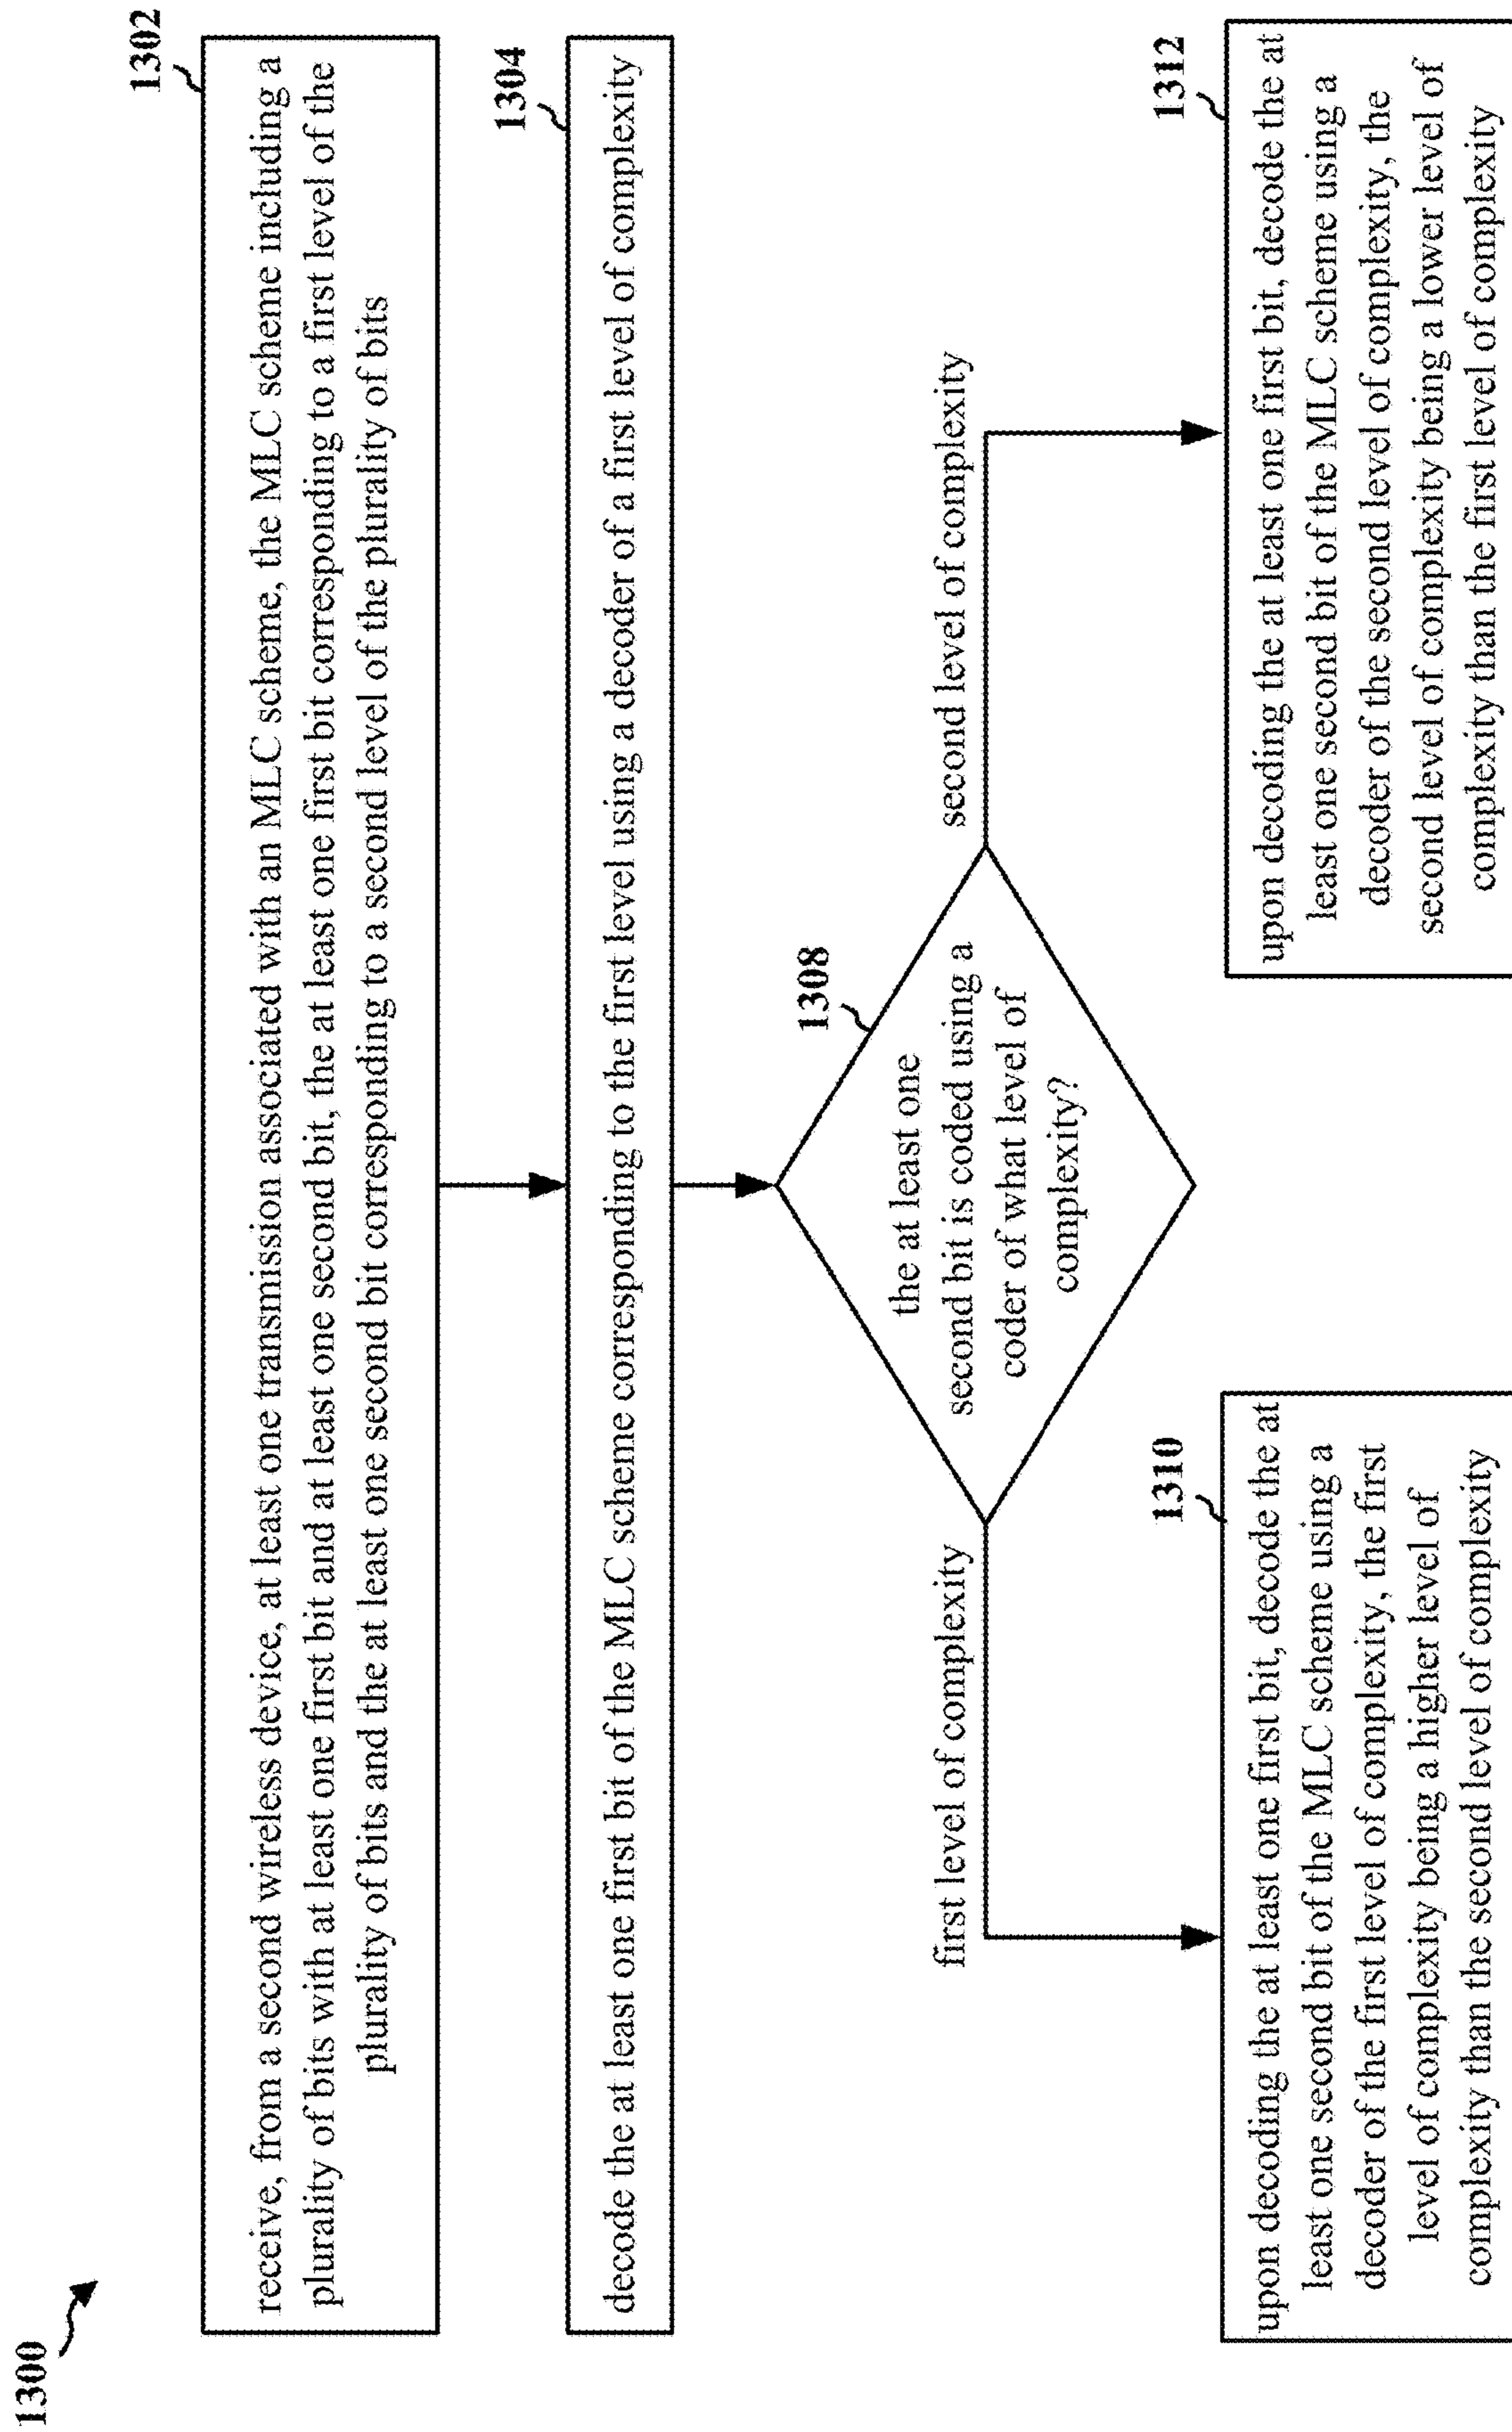 1300
1302
receive, from a second wireless device, at least one transmission associated with an MLC scheme, the MLC scheme including a
plurality of bits with at least one first bit and at least one second bit, the at least one first bit corresponding to a first level of the
plurality of bits and the at least one second bit corresponding to a second level of the plurality of bits
1304
decode the at least one first bit of the MLC scheme corresponding to the first level using a decoder of a first level of complexity
1308
the at least one
second bit is coded using a
coder of what level of
complexity?
first level of complexity
second level of complexity
1310
upon decoding the at least one first bit, decode the at
least one second bit of the MLC scheme using a
decoder of the first level of complexity, the first
level of complexity being a higher level of
complexity than the second level of complexity
1312
upon decoding the at least one first bit, decode the at
least one second bit of the MLC scheme using a
decoder of the second level of complexity, the
second level of complexity being a lower level of
complexity than the first level of complexity